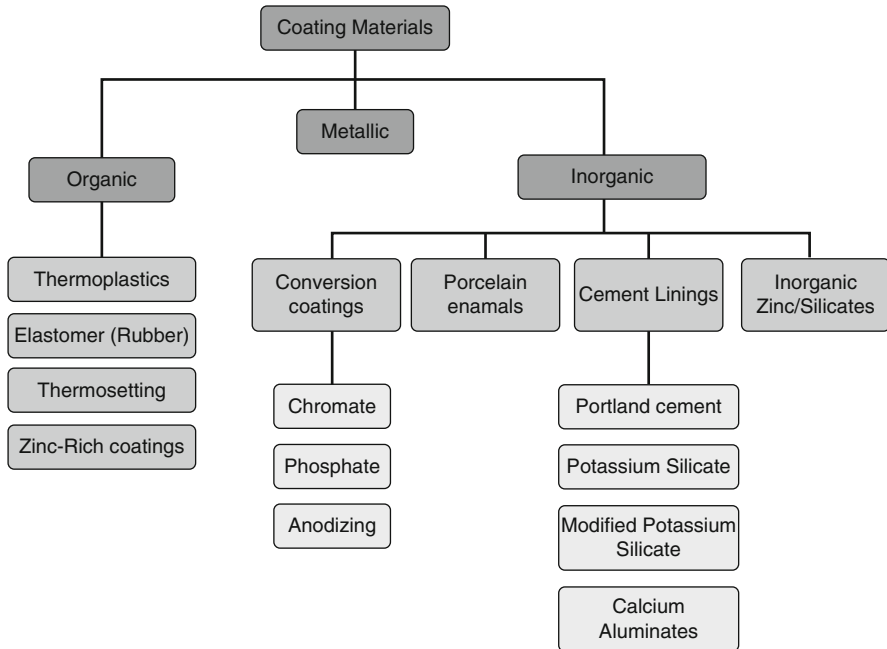 Coating Materials
Metallic
Organic
Inorganic
Thermoplastics
Elastomer (Rubber)
Thermosetting
Zinc-Rich coatings
Conversion
coatings
Porcelain
enamals
Cement Linings
Inorganic
Zinc/Silicates
Chromate
Phosphate
Anodizing
Portland cement
Potassium Silicate
Modified Potassium
Silicate
Calcium
Aluminates